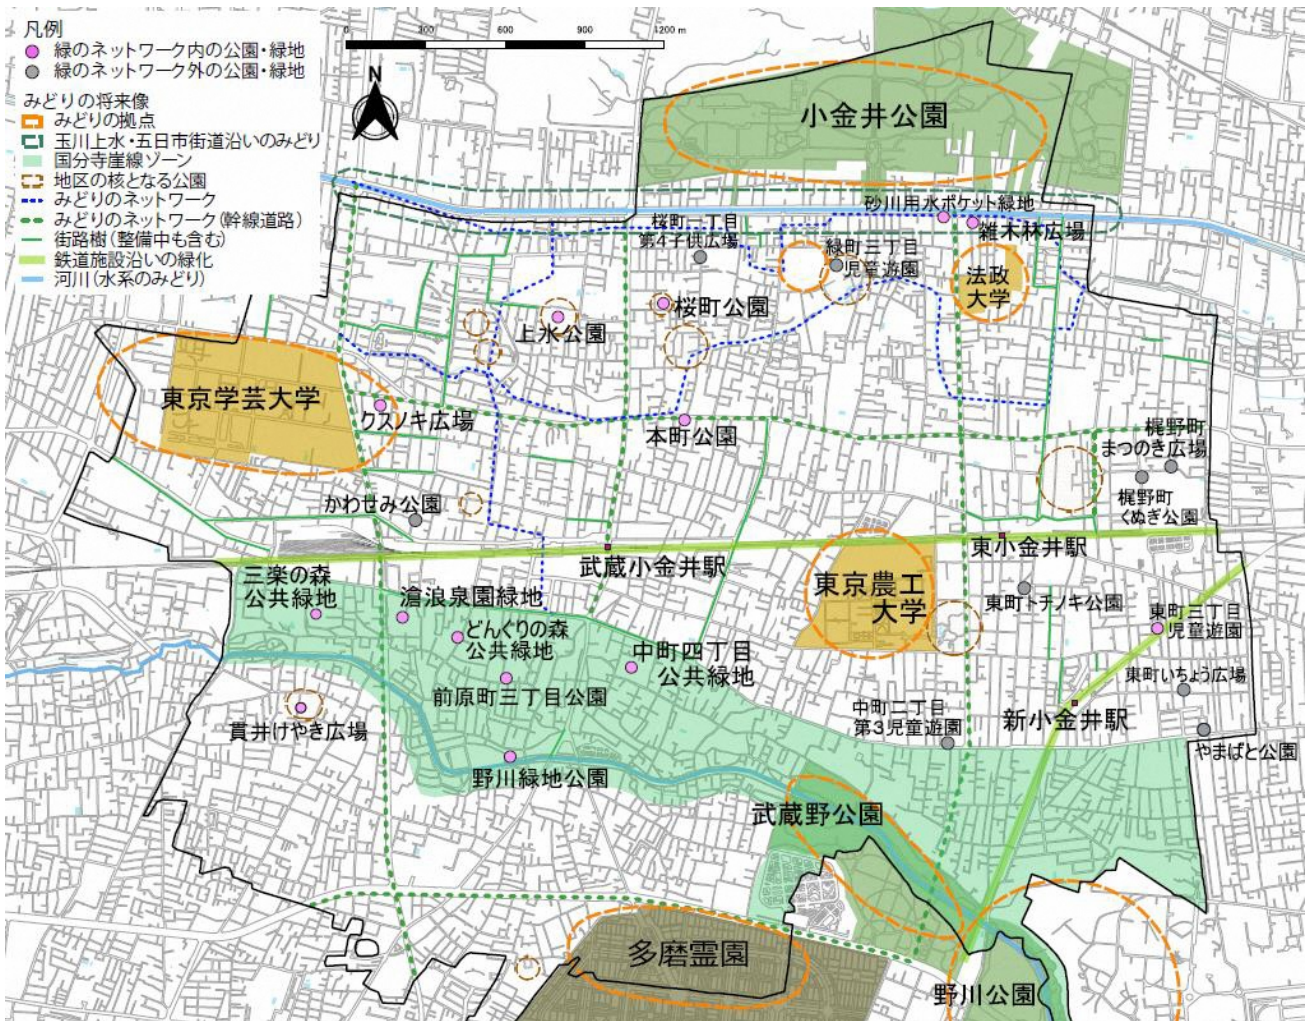 凡例
緑のネットワーク内の公園・緑地
緑のネットワーク外の公園・緑地
みどりの将来像
みどりの拠点
玉川上水・五日市街道沿いのみどり
国分寺崖線ゾーン
地区の核となる公園
みどりのネットワーク
みどりのネットワーク(幹線道路)
街路樹(整備中も含む)
鉄道施設沿いの緑化
河川(水系のみどり)
0 300 600 900 1200 m
N
小金井公園
砂川用水ポケット緑地
雑木林広場
桜町一丁目
第4子供広場
緑町三丁目
児童遊園
法政
大学
桜町公園
上水公園
東京学芸大学
クスノキ広場
本町公園
梶野町
まつのき広場
梶野町
くぬぎ公園
かわせみ公園
武蔵小金井駅
東小金井駅
三楽の森
公共緑地
滄浪泉園緑地
どんぐりの森
公共緑地
東京農工
大学
東町トチノキ公園
東町三丁目
児童遊園
中町四丁目
公共緑地
前原町三丁目公園
東町いちょう広場
貫井けやき広場
中町二丁目
第3児童遊園
新小金井駅
やまばと公園
野川緑地公園
武蔵野公園
多磨霊園
野川公園